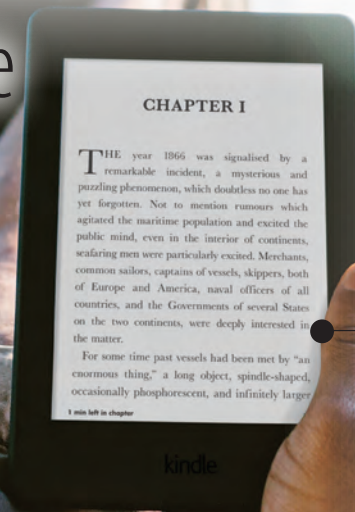 e
CHAPTER I
THE year 1866 was signalised by a
remarkable incident, a mysterious and
puzzling phenomenon, which doubtless no one has
yet forgotten. Not to mention rumours which
agitated the maritime population and excited the
public mind, even in the interior of continents,
seafaring men were particularly excited. Merchants,
common sailors, captains of vessels, skippers, both
of Europe and America, naval officers of all
countries, and the Governments of several States
on the two continents, were deeply interested in
the matter.
For some time past vessels had been met by "an
enormous thing," a long object, spindle-shaped,
occasionally phosphorescent, and infinitely larger
1 min left in chapter
kindle